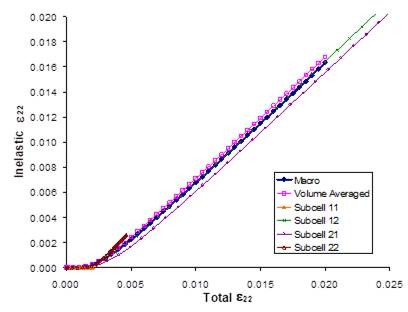 0.020
0.018
0.016
0.014
0.012
0.010
0.008
0.006
0.004
0.002
0.000
Inelastic ε22
Macro
Volume Averaged
Subcell 11
Subcell 12
Subcell 21
Subcell 22
0.000 0.005 0.010 0.015 0.020 0.025
Total ε22